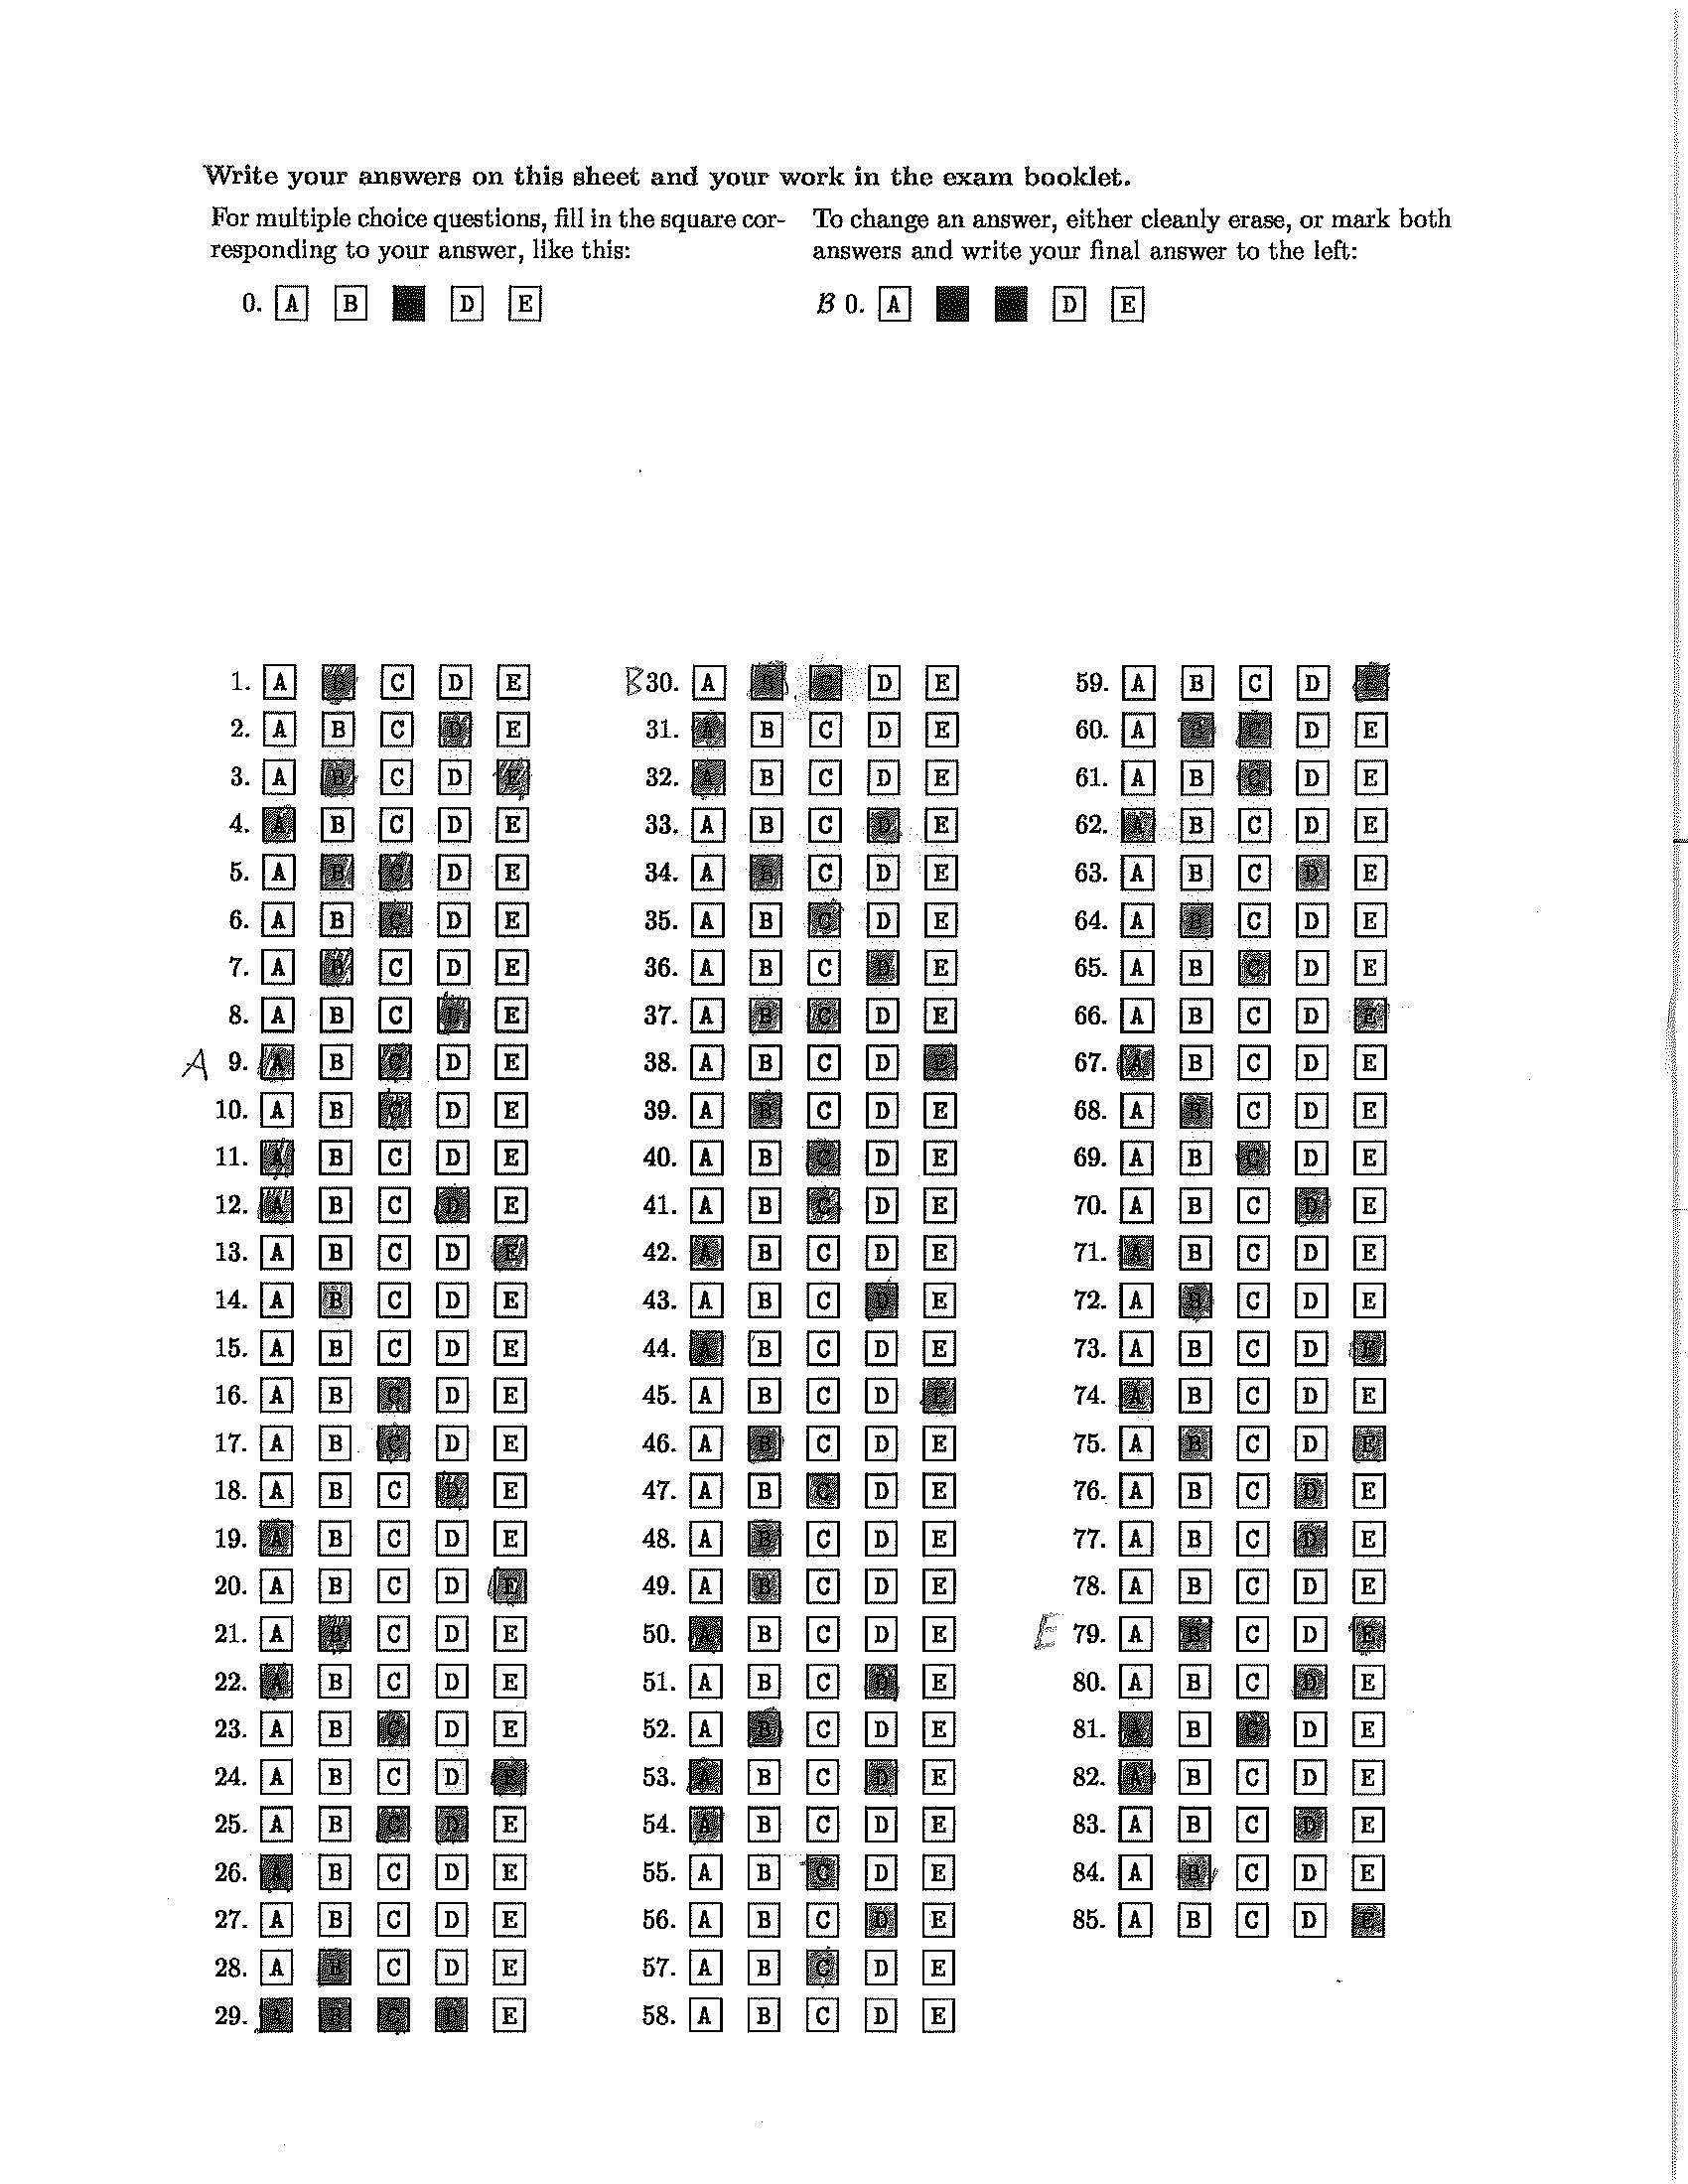 Write your answers on this sheet and your work in the exam booklet.
For multiple choice questions, fill in the square cor-
responding to your answer, like this:
To change an answer, either cleanly erase, or mark both
answers and write your final answer to the left:
0. A B D E
B 0. A D E
1. A B C D E
2. A B C D E
3. A B C D E
4. A B C D E
5. A B C D E
6. A B C D E
7. A B C D E
8. A B C D E
A 9. A B C D E
10. A B C D E
11. A B C D E
12. A B C D E
13. A B C D E
14. A B C D E
15. A B C D E
16. A B C D E
17. A B C D E
18. A B C D E
19. A B C D E
20. A B C D E
21. A B C D E
22. A B C D E
23. A B C D E
24. A B C D E
25. A B C D E
26. A B C D E
27. A B C D E
28. A B C D E
29. A B C D E
B 30. A B C D E
31. A B C D E
32. A B C D E
33. A B C D E
34. A B C D E
35. A B C D E
36. A B C D E
37. A B C D E
38. A B C D E
39. A B C D E
40. A B C D E
41. A B C D E
42. A B C D E
43. A B C D E
44. A B C D E
45. A B C D E
46. A B C D E
47. A B C D E
48. A B C D E
49. A B C D E
50. A B C D E
51. A B C D E
52. A B C D E
53. A B C D E
54. A B C D E
55. A B C D E
56. A B C D E
57. A B C D E
58. A B C D E
59. A B C D E
60. A B C D E
61. A B C D E
62. A B C D E
63. A B C D E
64. A B C D E
65. A B C D E
66. A B C D E
67. A B C D E
68. A B C D E
69. A B C D E
70. A B C D E
71. A B C D E
72. A B C D E
73. A B C D E
74. A B C D E
75. A B C D E
76. A B C D E
77. A B C D E
78. A B C D E
E 79. A B C D E
80. A B C D E
81. A B C D E
82. A B C D E
83. A B C D E
84. A B C D E
85. A B C D E